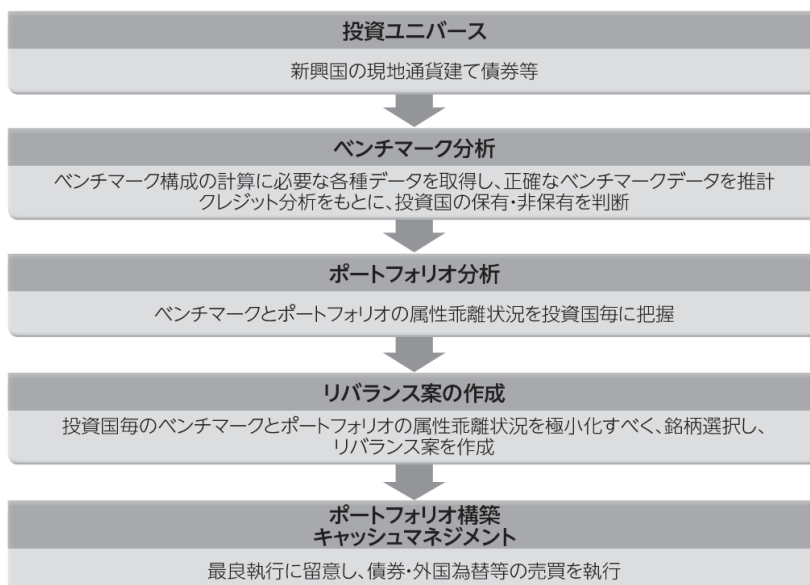 投資ユニバース
新興国の現地通貨建て債券等
ベンチマーク分析
ベンチマーク構成の計算に必要な各種データを取得し、正確なベンチマークデータを推計
クレジット分析をもとに、投資国の保有・非保有を判断
ポートフォリオ分析
ベンチマークとポートフォリオの属性乖離状況を投資国毎に把握
リバランス案の作成
投資国毎のベンチマークとポートフォリオの属性乖離状況を極小化すべく、銘柄選択し、
リバランス案を作成
ポートフォリオ構築
キャッシュマネジメント
最良執行に留意し、債券・外国為替等の売買を執行